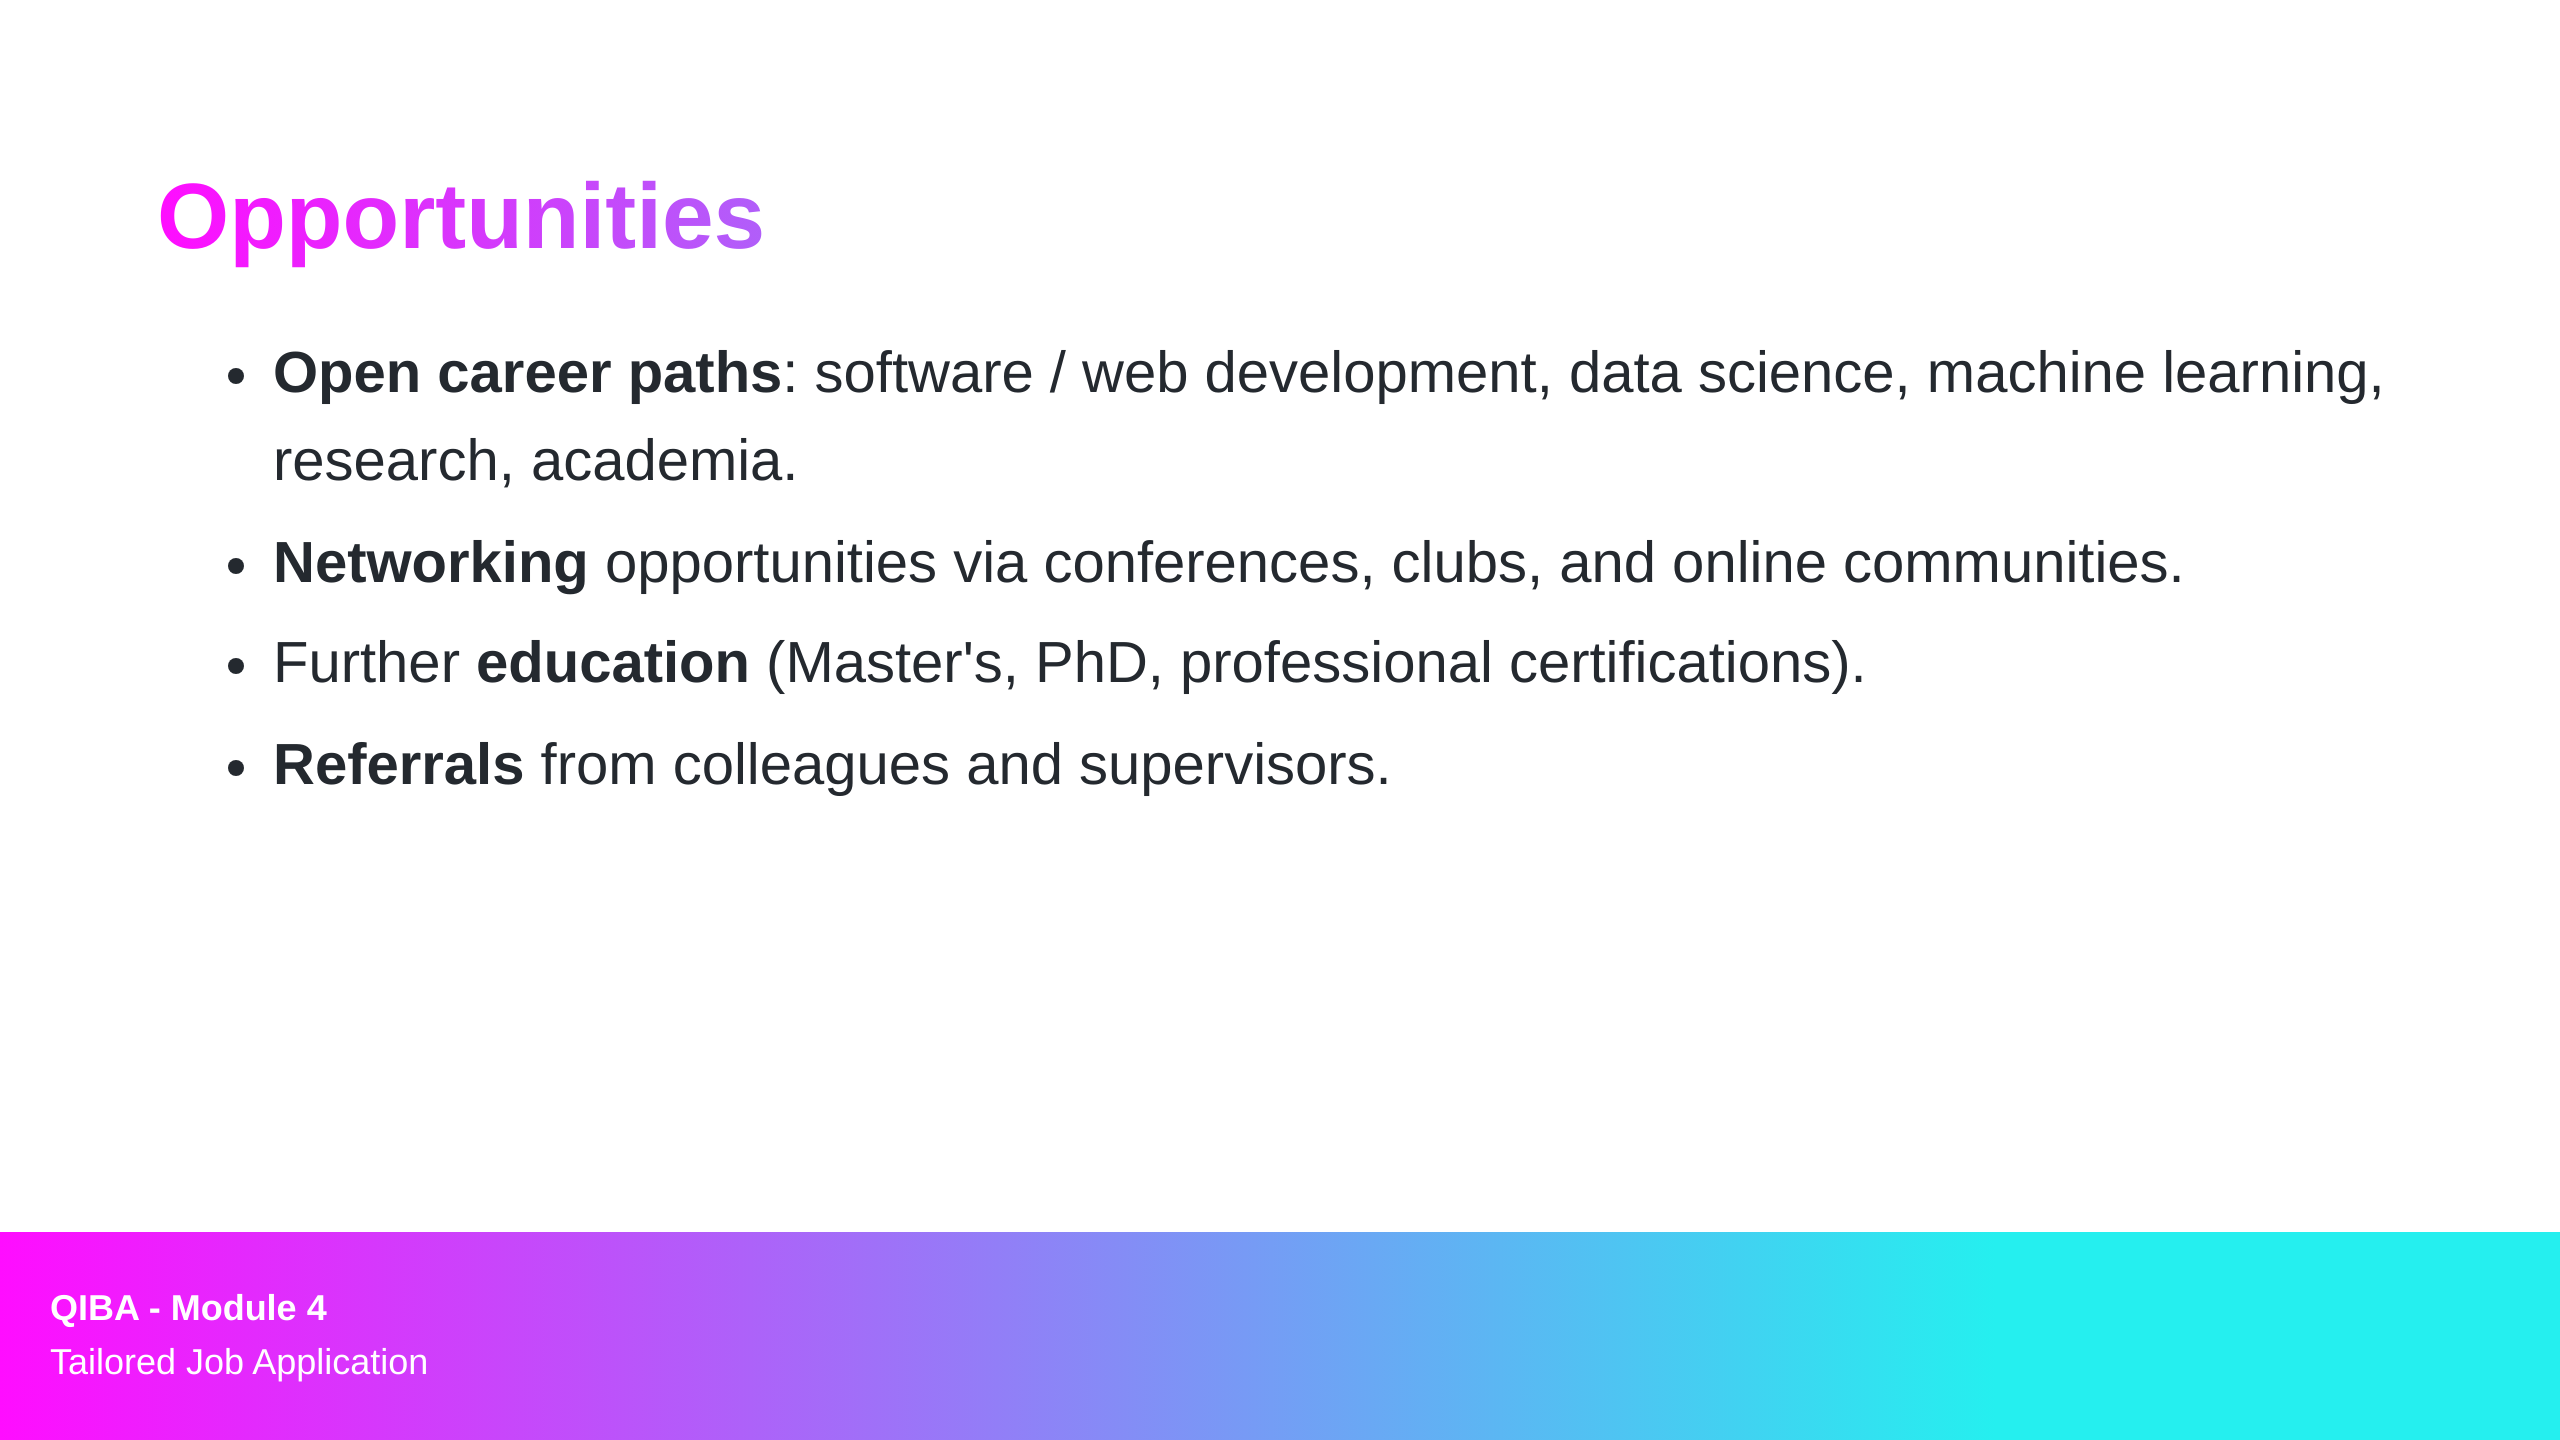 Opportunities
• Open career paths: software / web development, data science, machine learning,
research, academia.
• Networking opportunities via conferences, clubs, and online communities.
• Further education (Master's, PhD, professional certifications).
• Referrals from colleagues and supervisors.
QIBA - Module 4
Tailored Job Application